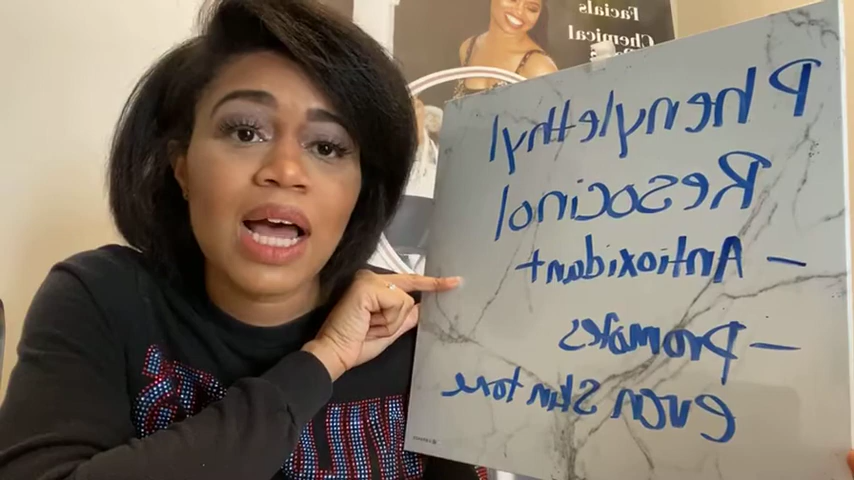 Facials
Chemical
Phenylethyl
Resocinol
- Antioxidant
- promotes
even skin tone